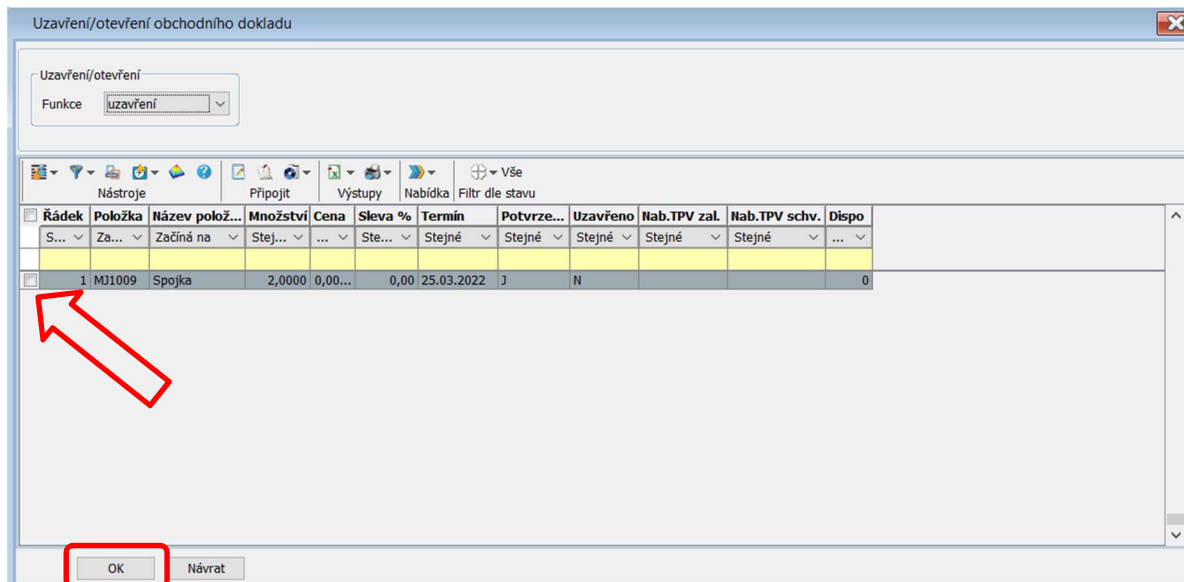 Uzavření/otevření obchodního dokladu
Uzavření/otevření
Funkce uzavření
Vše
Nástroje Připojit Výstupy Nabídka Filtr dle stavu
Řádek Položka Název polož... Množství Cena Sleva % Termín Potvrze... Uzavřeno Nab.TPV zal. Nab.TPV schv. Dispo
S... Za... Začíná na Stej... ... Ste... Stejné Stejné Stejné Stejné Stejné ...
1 MJ1009 Spojka 2,0000 0,00... 0,00 25.03.2022 J N 0
OK Návrat